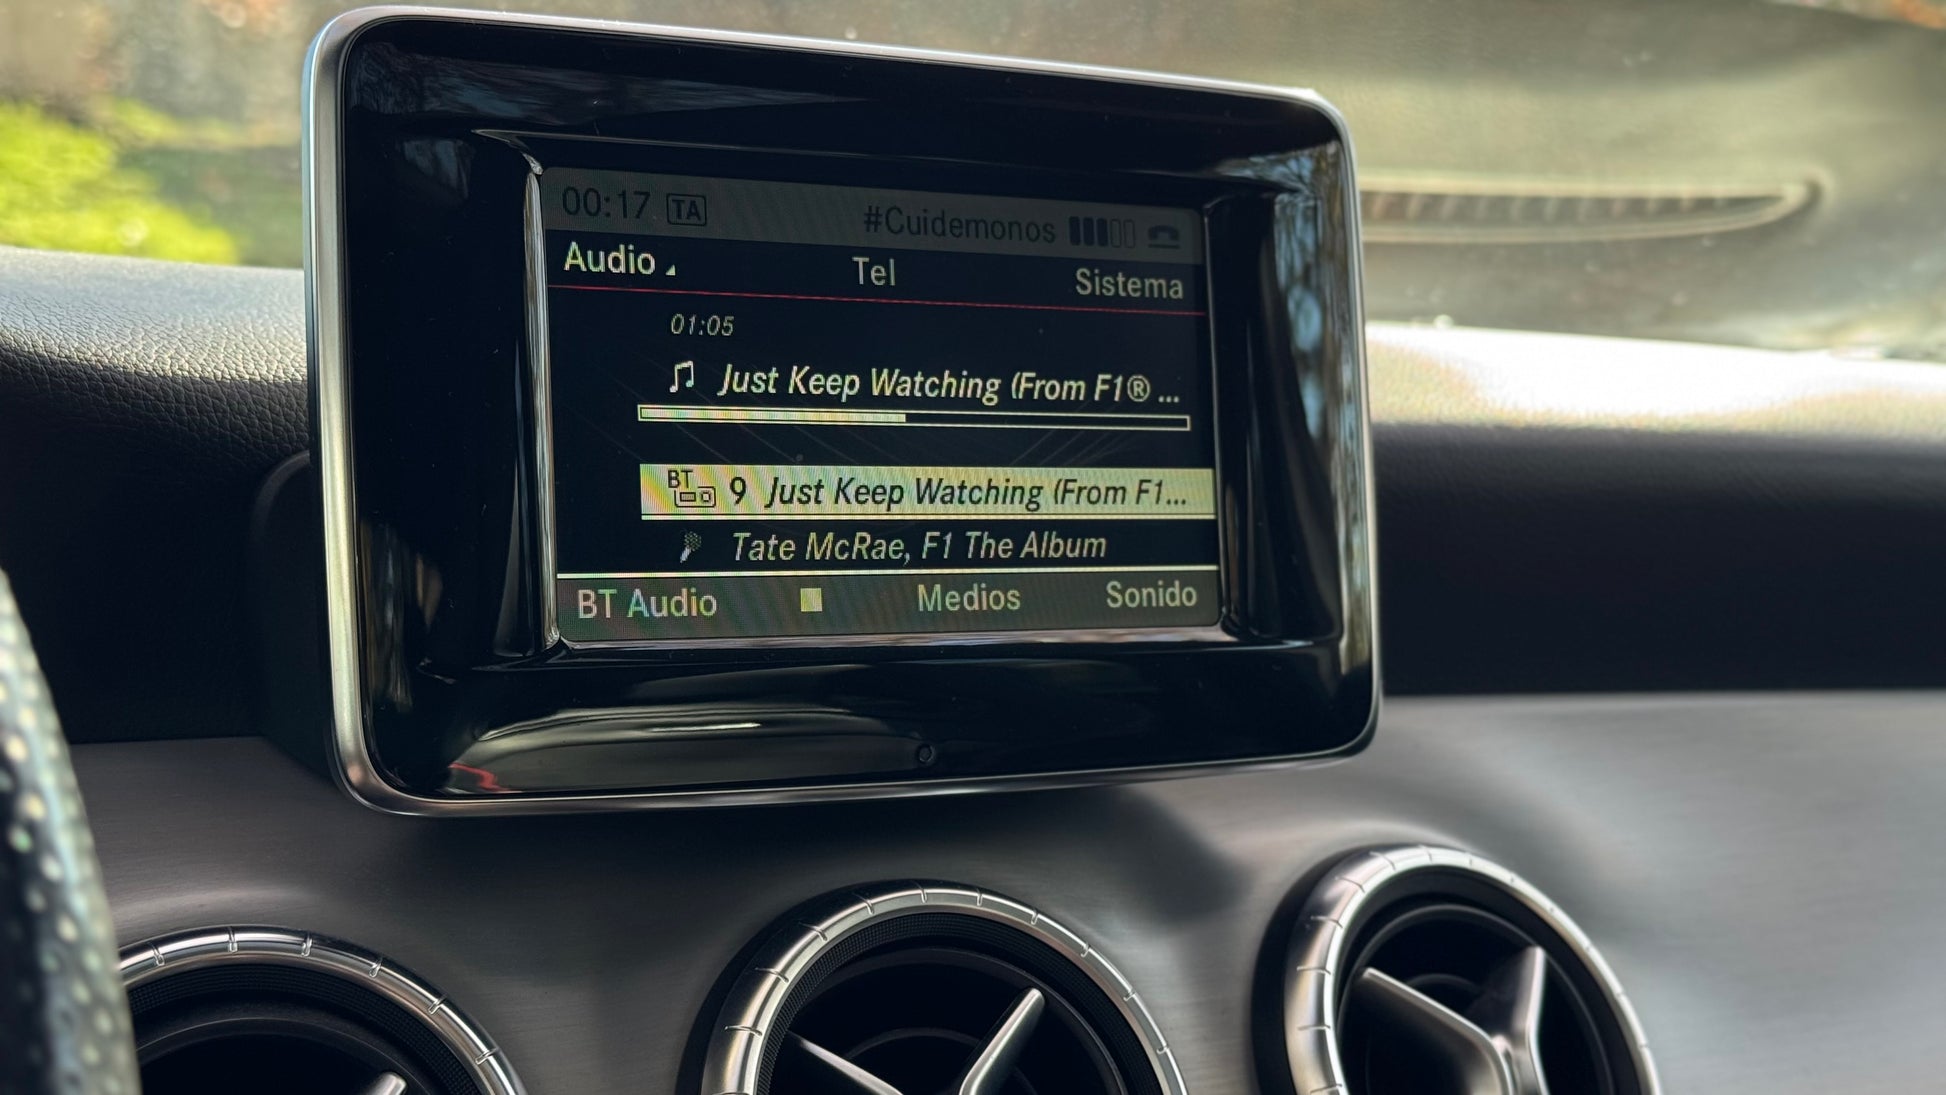 00:17 TA #Cuidemonos
Audio Tel Sistema
01:05
Just Keep Watching (From F1® ...
BT 9 Just Keep Watching (From F1...
Tate McRae, F1 The Album
BT Audio Medios Sonido